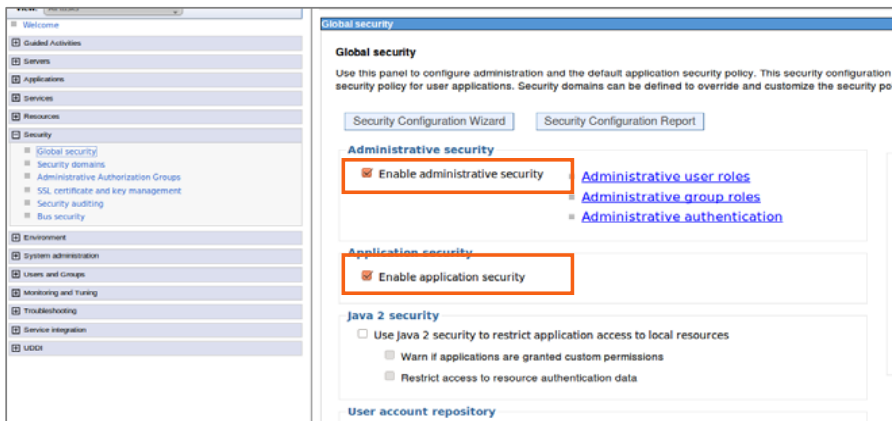 View:
Welcome
Guided Activities
Servers
Applications
Services
Resources
Security
Global security
Security domains
Administrative Authorization Groups
SSL certificate and key management
Security auditing
Bus security
Environment
System administration
Users and Groups
Monitoring and Tuning
Troubleshooting
Service integration
UDDI
Global security
Global security
Use this panel to configure administration and the default application security policy. This security configuration
security policy for user applications. Security domains can be defined to override and customize the security po
Security Configuration Wizard Security Configuration Report
Administrative security
Enable administrative security
Administrative user roles
Administrative group roles
Administrative authentication
Application security
Enable application security
Java 2 security
Use Java 2 security to restrict application access to local resources
Warn if applications are granted custom permissions
Restrict access to resource authentication data
User account repository